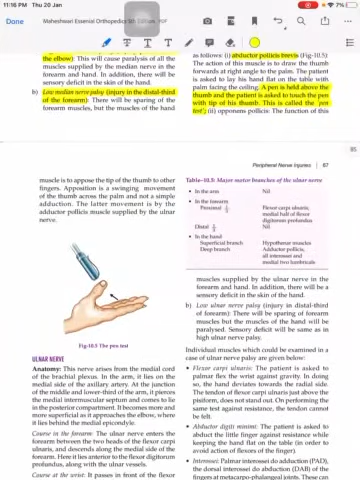 11:16 PM Thu 20 Jan
7%
Done
Maheshwari Essential Orthopedics 5th Edition PDF
the elbow): This will cause paralysis of all the
muscles supplied by the median nerve in the
forearm and hand. In addition, there will be
sensory deficit in the skin of the hand.
b) Low median nerve palsy (injury in the distal-third
of the forearm): There will be sparing of the
forearm muscles, but the muscles of the hand
as follows: (i) abductor pollicis brevis (Fig-10.5)
The action of this muscle is to draw the thumb
forwards at right angle to the palm. The patient
is asked to lay his hand flat on the table with
palm facing the ceiling. A pen is held above the
thumb and the patient is asked to touch the pen
with tip of his thumb. This is called the 'pen
test'; (ii) opponens pollicis: The function of this
95
Peripheral Nerve Injuries | 67
muscle is to appose the tip of the thumb to other
fingers. Apposition is a swinging movement
of the thumb across the palm and not a simple
adduction. The latter movement is by the
adductor pollicis muscle supplied by the ulnar
nerve.
Fig-10.5 The pen test
ULNAR NERVE
Anatomy: This nerve arises from the medial cord
of the brachial plexus. In the arm, it lies on the
medial side of the axillary artery. At the junction
of the middle and lower-third of the arm, it pierces
the medial intermuscular septum and comes to lie
in the posterior compartment. It becomes more and
more superficial as it approaches the elbow, where
it lies behind the medial epicondyle.
Course in the forearm: The ulnar nerve enters the
forearm between the two heads of the flexor carpi
ulnaris, and descends along the medial side of the
forearm. Here it lies anterior to the flexor digitorum
profundus, along with the ulnar vessels.
Course at the wrist: It passes in front of the flexor
Table–10.3: Major motor branches of the ulnar nerve
• In the arm Nil
• In the forearm
Proximal 1/3 Flexor carpi ulnaris,
medial half of flexor
digitorum profundus
Distal 2/3 Nil
• In the hand
Superficial branch Hypothenar muscles
Deep branch Adductor pollicis,
all interossei and
medial two lumbricals
muscles supplied by the ulnar nerve in the
forearm and hand. In addition, there will be a
sensory deficit in the skin of the hand.
b) Low ulnar nerve palsy (injury in distal-third
of forearm): There will be sparing of forearm
muscles but the muscles of the hand will be
paralysed. Sensory deficit will be same as in
high ulnar nerve palsy.
Individual muscles which could be examined in a
case of ulnar nerve palsy are given below:
• Flexor carpi ulnaris: The patient is asked to
palmar flex the wrist against gravity. In doing
so, the hand deviates towards the radial side.
The tendon of flexor carpi ulnaris just above the
pisiform, does not stand out. On performing the
same test against resistance, the tendon cannot
be felt.
• Abductor digiti minimi: The patient is asked to
abduct the little finger against resistance while
keeping the hand flat on the table (in order to
avoid action of flexors of the finger).
• Interossei: Palmar interossei do adduction (PAD),
the dorsal interossei do abduction (DAB) of the
fingers at metacarpo-phalangeal joints. These can